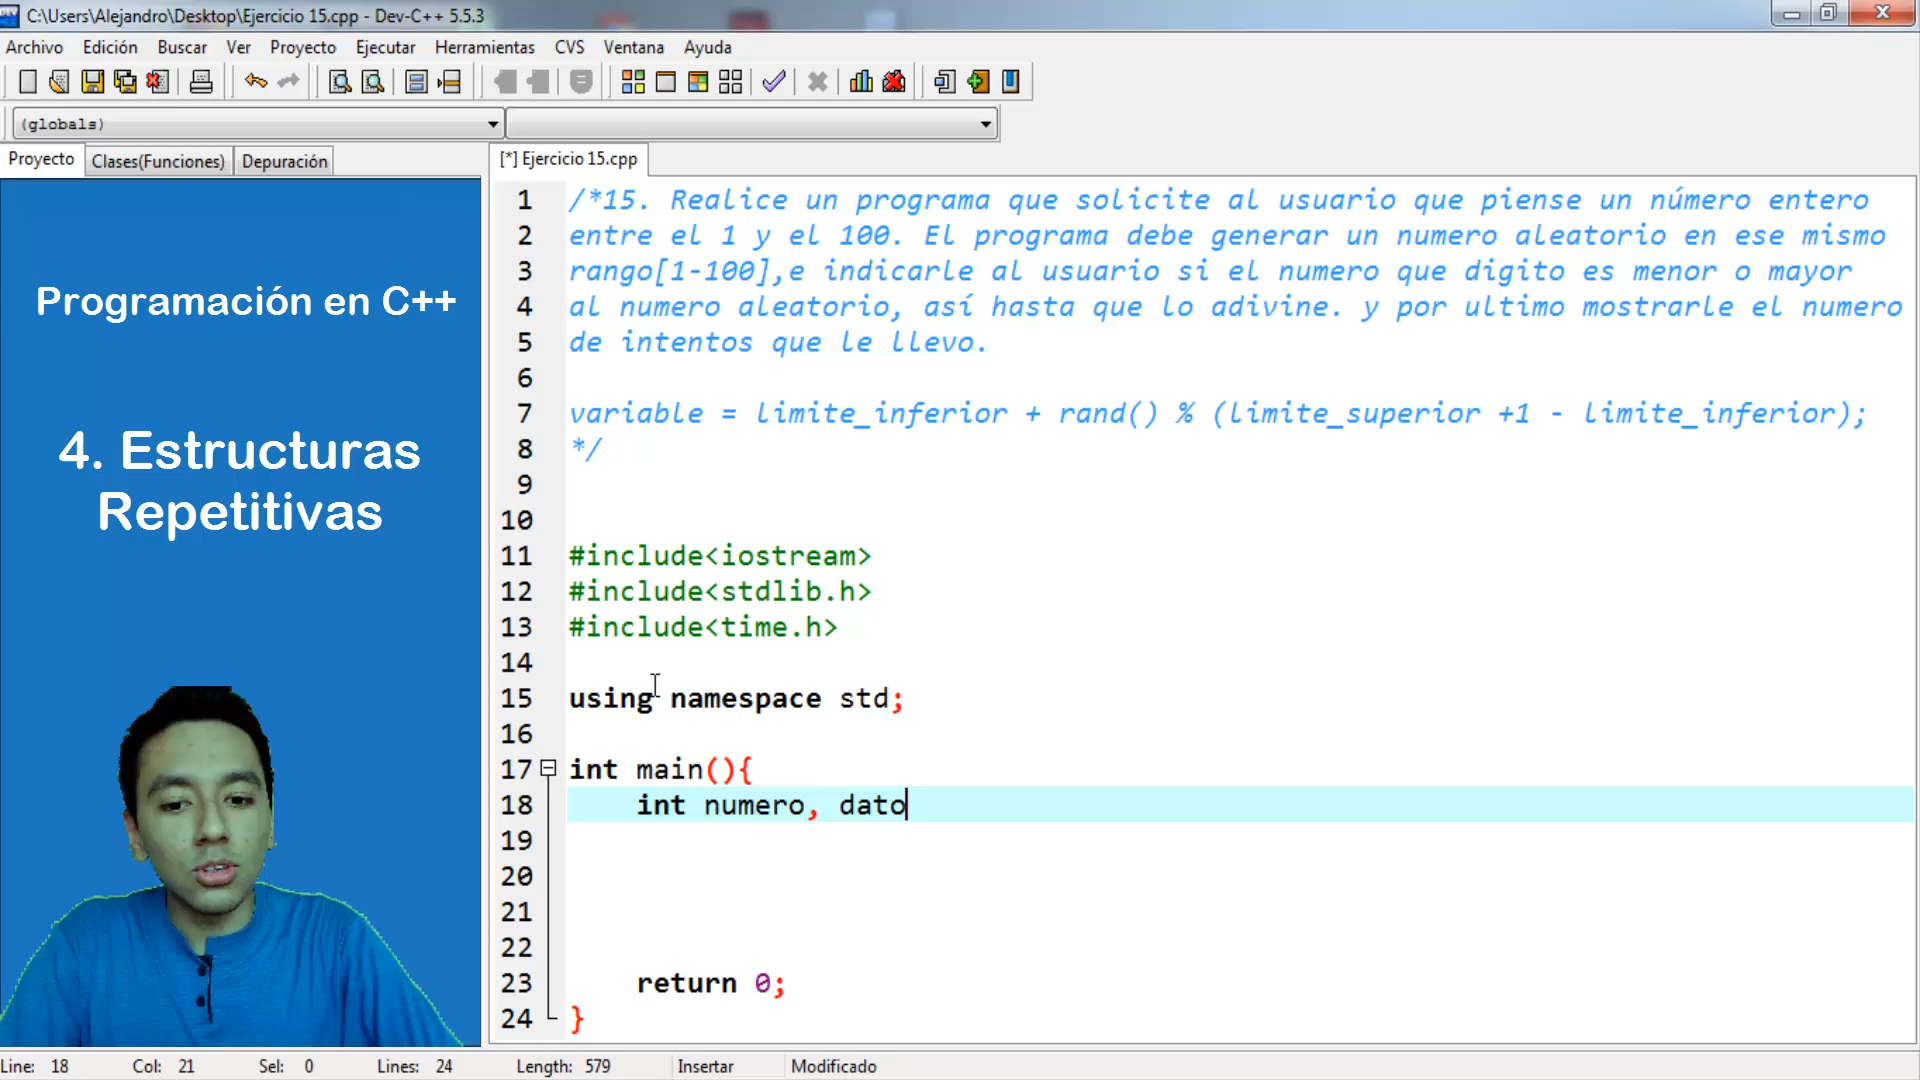 C:\Users\Alejandro\Desktop\Ejercicio 15.cpp - Dev-C++ 5.5.3
Archivo Edición Buscar Ver Proyecto Ejecutar Herramientas CVS Ventana Ayuda
(globals)
Proyecto Clases(Funciones) Depuración
[*] Ejercicio 15.cpp
Programación en C++
4. Estructuras
Repetitivas
1 /*15. Realice un programa que solicite al usuario que piense un número entero
2 entre el 1 y el 100. El programa debe generar un numero aleatorio en ese mismo
3 rango[1-100],e indicarle al usuario si el numero que digito es menor o mayor
4 al numero aleatorio, así hasta que lo adivine. y por ultimo mostrarle el numero
5 de intentos que le llevo.
6
7 variable = limite_inferior + rand() % (limite_superior +1 - limite_inferior);
8 */
9
10
11 #include<iostream>
12 #include<stdlib.h>
13 #include<time.h>
14
15 using namespace std;
16
17 int main(){
18 int numero, dato
19
20
21
22
23 return 0;
24 }
Line: 18 Col: 21 Sel: 0 Lines: 24 Length: 579 Insertar Modificado